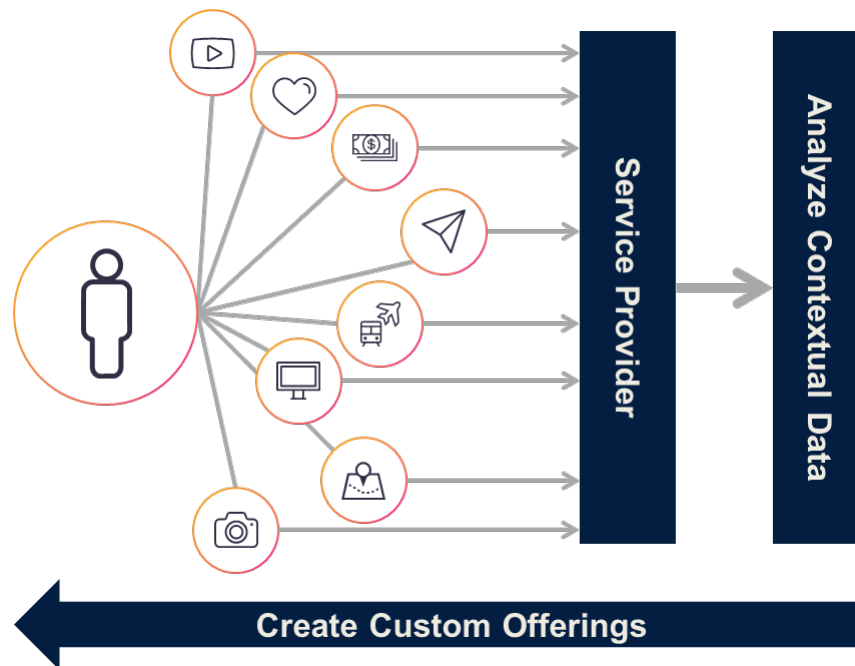 Service Provider
Analyze Contextual Data
Create Custom Offerings